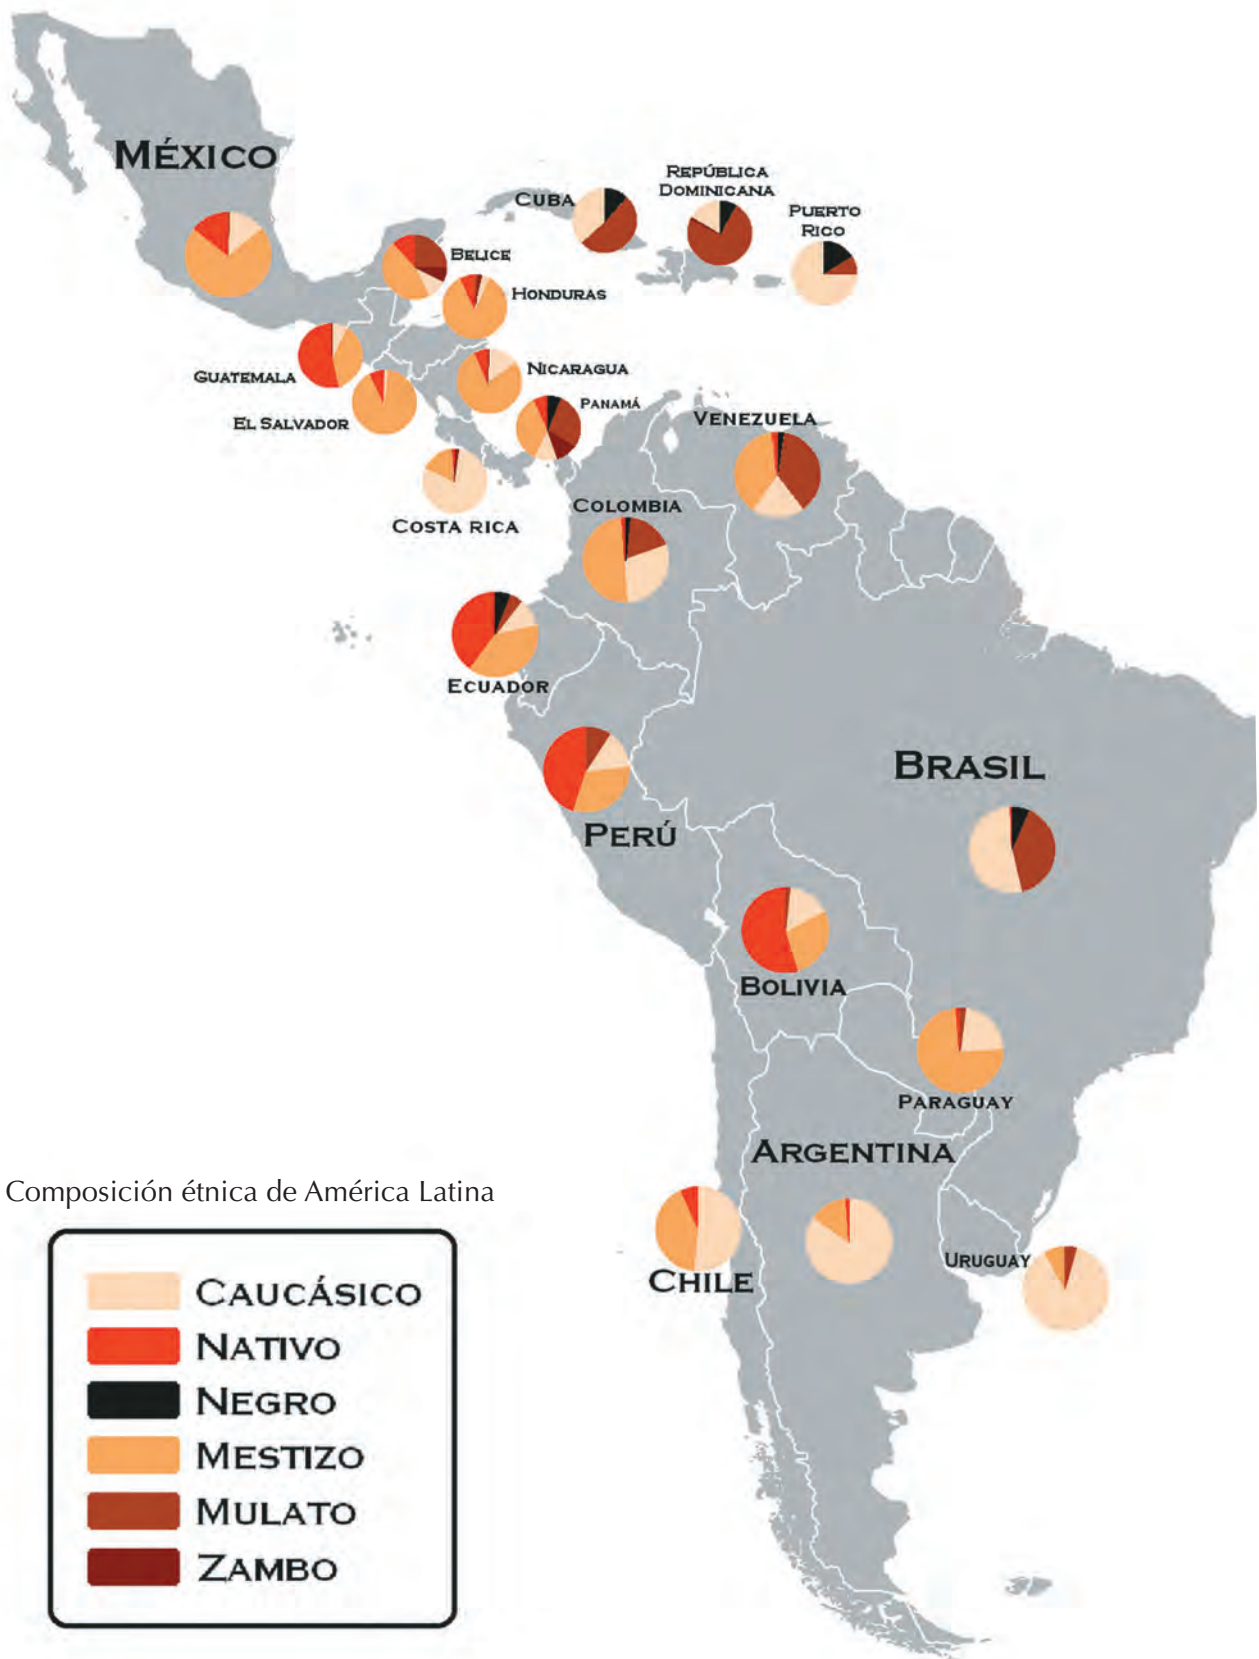 MÉXICO
CUBA
REPÚBLICA
DOMINICANA
PUERTO
RICO
BELICE
HONDURAS
GUATEMALA
NICARAGUA
EL SALVADOR
PANAMÁ
VENEZUELA
COSTA RICA
COLOMBIA
ECUADOR
BRASIL
PERÚ
BOLIVIA
PARAGUAY
ARGENTINA
URUGUAY
CHILE
Composición étnica de América Latina
CAUCÁSICO
NATIVO
NEGRO
MESTIZO
MULATO
ZAMBO